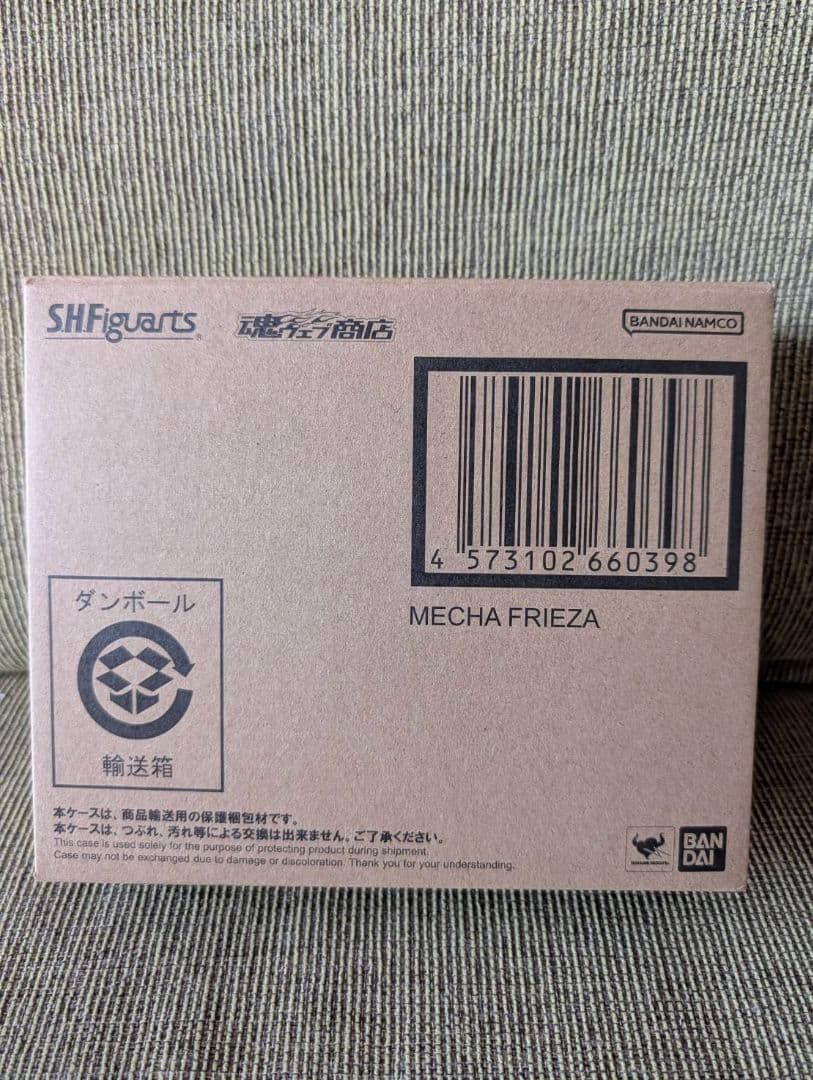 S.H.Figuarts
魂ウェブ商店
BANDAI NAMCO
4 573102 660398
MECHA FRIEZA
ダンボール
輸送箱
本ケースは、商品輸送用の保護梱包材です。
本ケースは、つぶれ、汚れ等による交換は出来ません。ご了承ください。
This case is used solely for the purpose of protecting product during shipment.
Case may not be exchanged due to damage or discoloration. Thank you for your understanding.
BAN
DAI